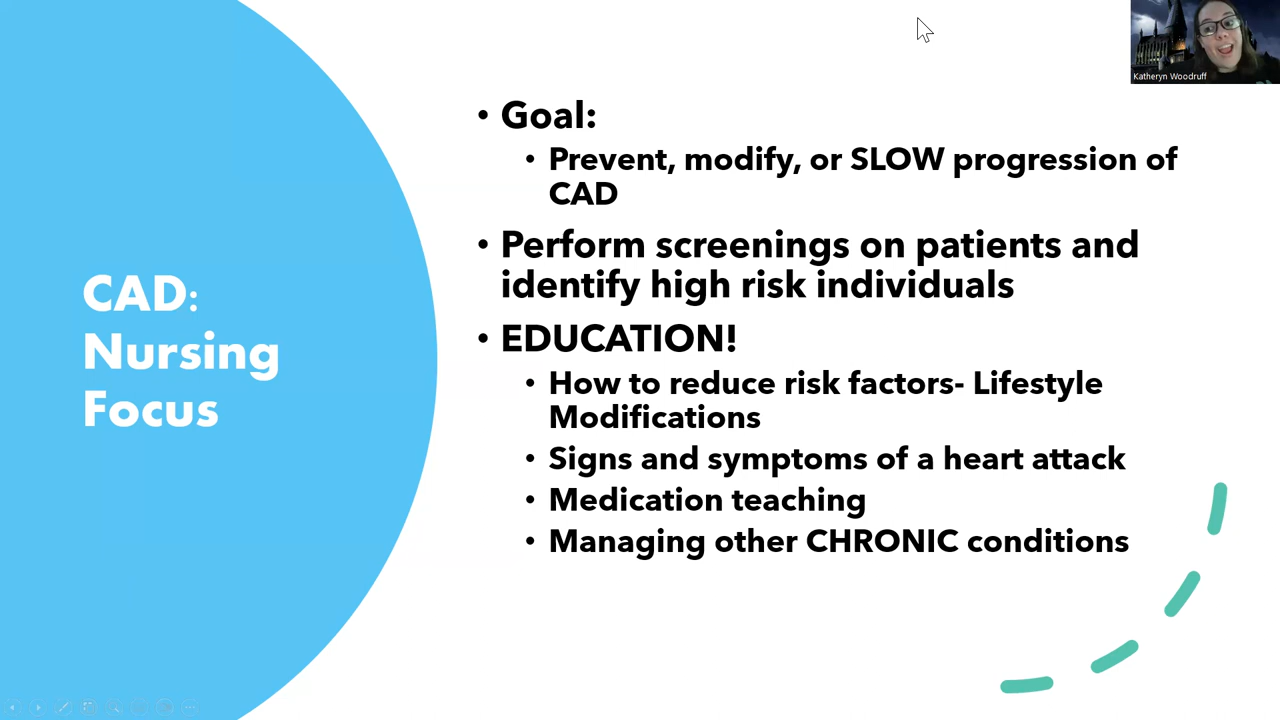 CAD:
Nursing
Focus
• Goal:
• Prevent, modify, or SLOW progression of
CAD
• Perform screenings on patients and
identify high risk individuals
• EDUCATION!
• How to reduce risk factors- Lifestyle
Modifications
• Signs and symptoms of a heart attack
• Medication teaching
• Managing other CHRONIC conditions
Katheryn Woodruff